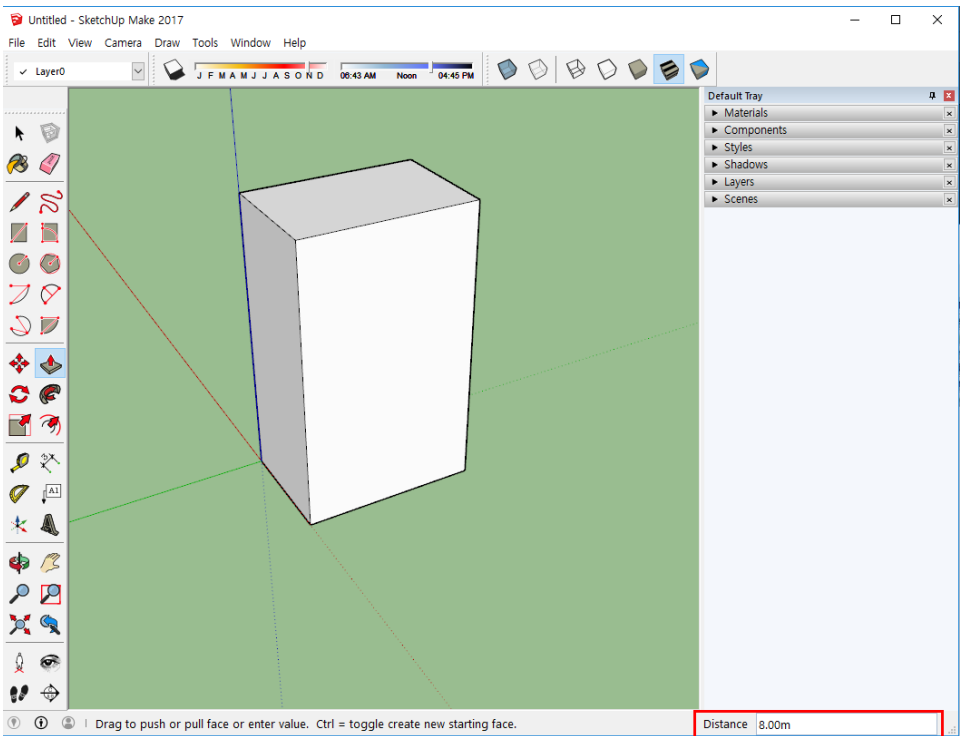 Untitled - SketchUp Make 2017
File Edit View Camera Draw Tools Window Help
Layer0
J F M A M J J A S O N D
06:43 AM Noon 04:45 PM
Default Tray
Materials
Components
Styles
Shadows
Layers
Scenes
A1
Drag to push or pull face or enter value. Ctrl = toggle create new starting face.
Distance 8.00m